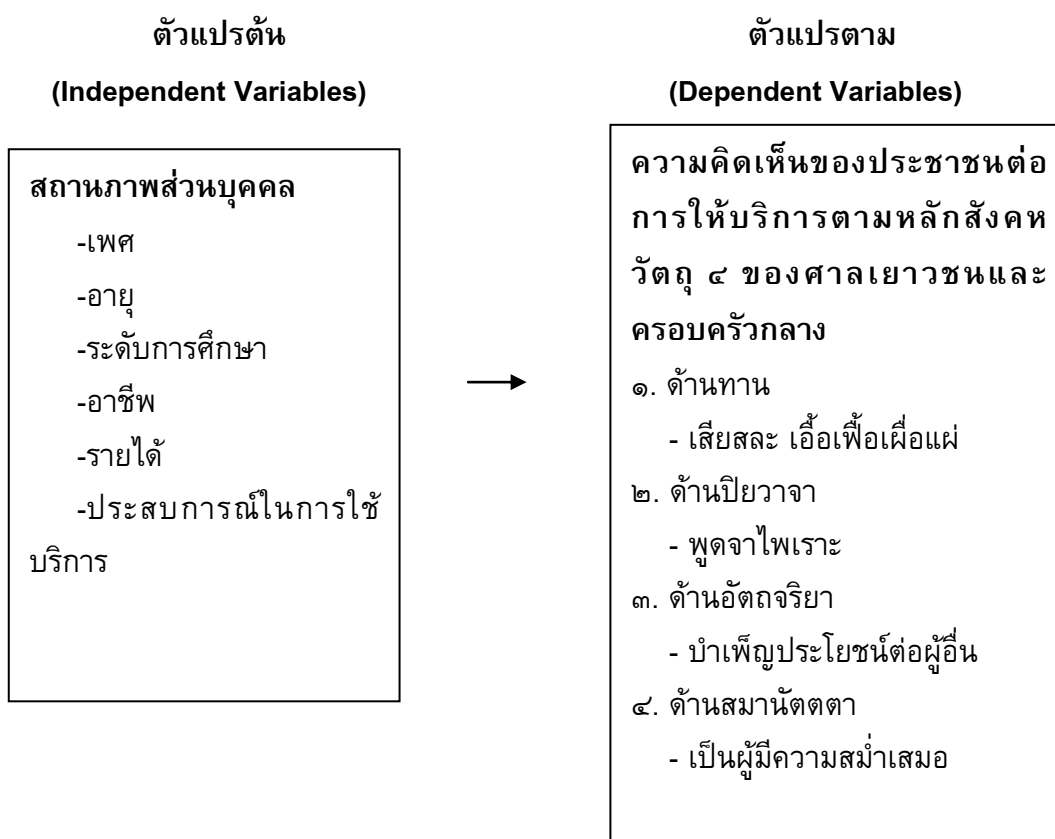 ตัวแปรต้น
(Independent Variables)
สถานภาพส่วนบุคคล
-เพศ
-อายุ
-ระดับการศึกษา
-อาชีพ
-รายได้
-ประสบการณ์ในการใช้
บริการ
ตัวแปรตาม
(Dependent Variables)
ความคิดเห็นของประชาชนต่อ
การให้บริการตามหลักสังคห
วัตถุ ๔ ของศาลเยาวชนและ
ครอบครัวกลาง
๑. ด้านทาน
- เสียสละ เอื้อเฟื้อเผื่อแผ่
๒. ด้านปิยวาจา
- พูดจาไพเราะ
๓. ด้านอัตถจริยา
- บำเพ็ญประโยชน์ต่อผู้อื่น
๔. ด้านสมานัตตตา
- เป็นผู้มีความสม่ำเสมอ